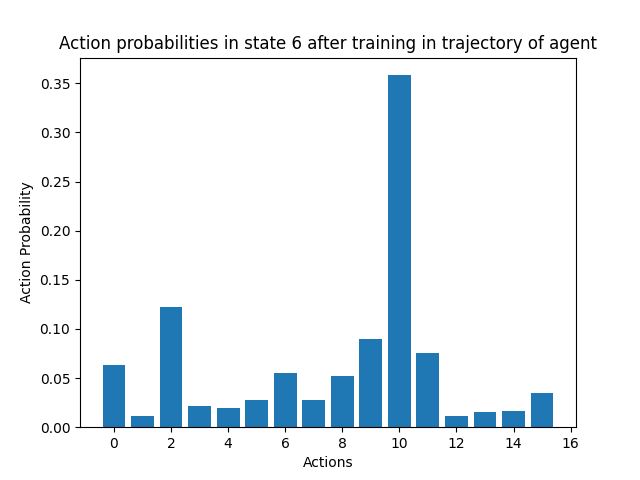 Action probabilities in state 6 after training in trajectory of agent
0.35
0.30
0.25
0.20
0.15
0.10
0.05
0.00
Action Probability
0 2 4 6 8 10 12 14 16
Actions